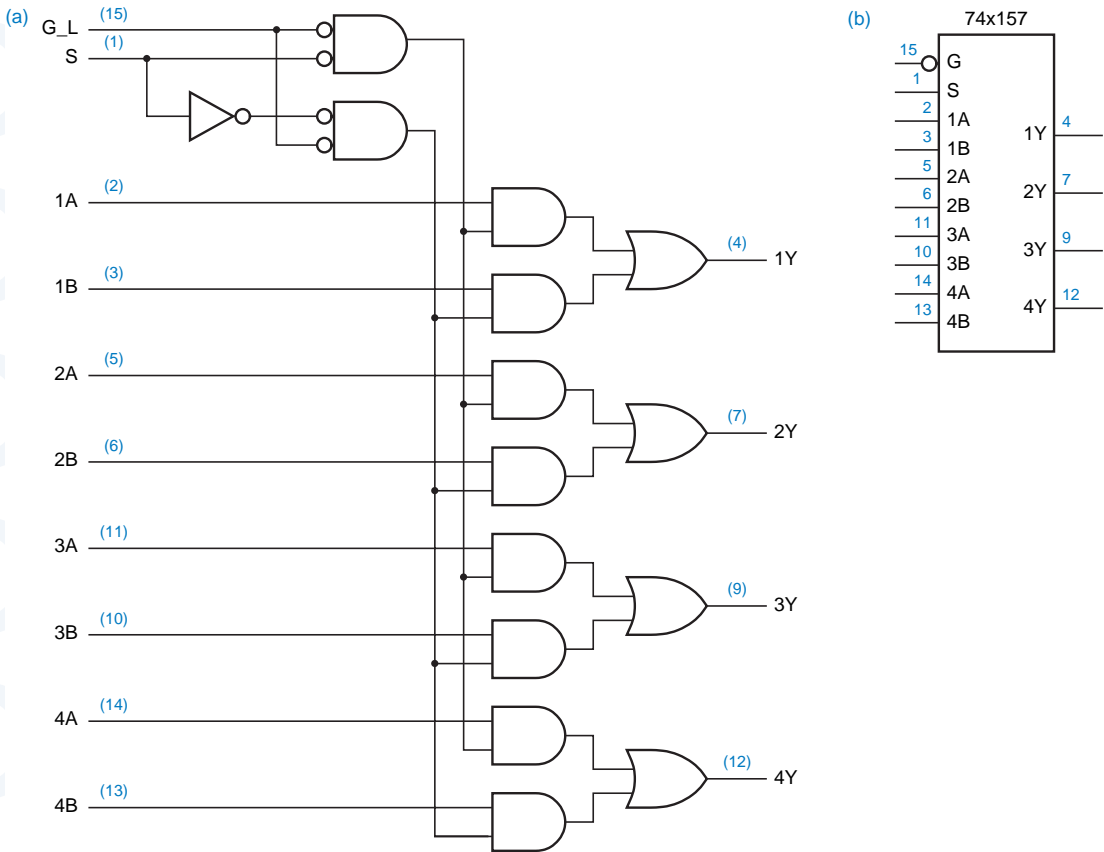 (a)
G_L (15)
S (1)
1A (2)
(4) 1Y
1B (3)
2A (5)
(7) 2Y
2B (6)
3A (11)
(9) 3Y
3B (10)
4A (14)
(12) 4Y
4B (13)
(b)
74x157
15 G
1 S
2 1A
3 1B
1Y 4
5 2A
6 2B
2Y 7
11 3A
10 3B
3Y 9
14 4A
13 4B
4Y 12